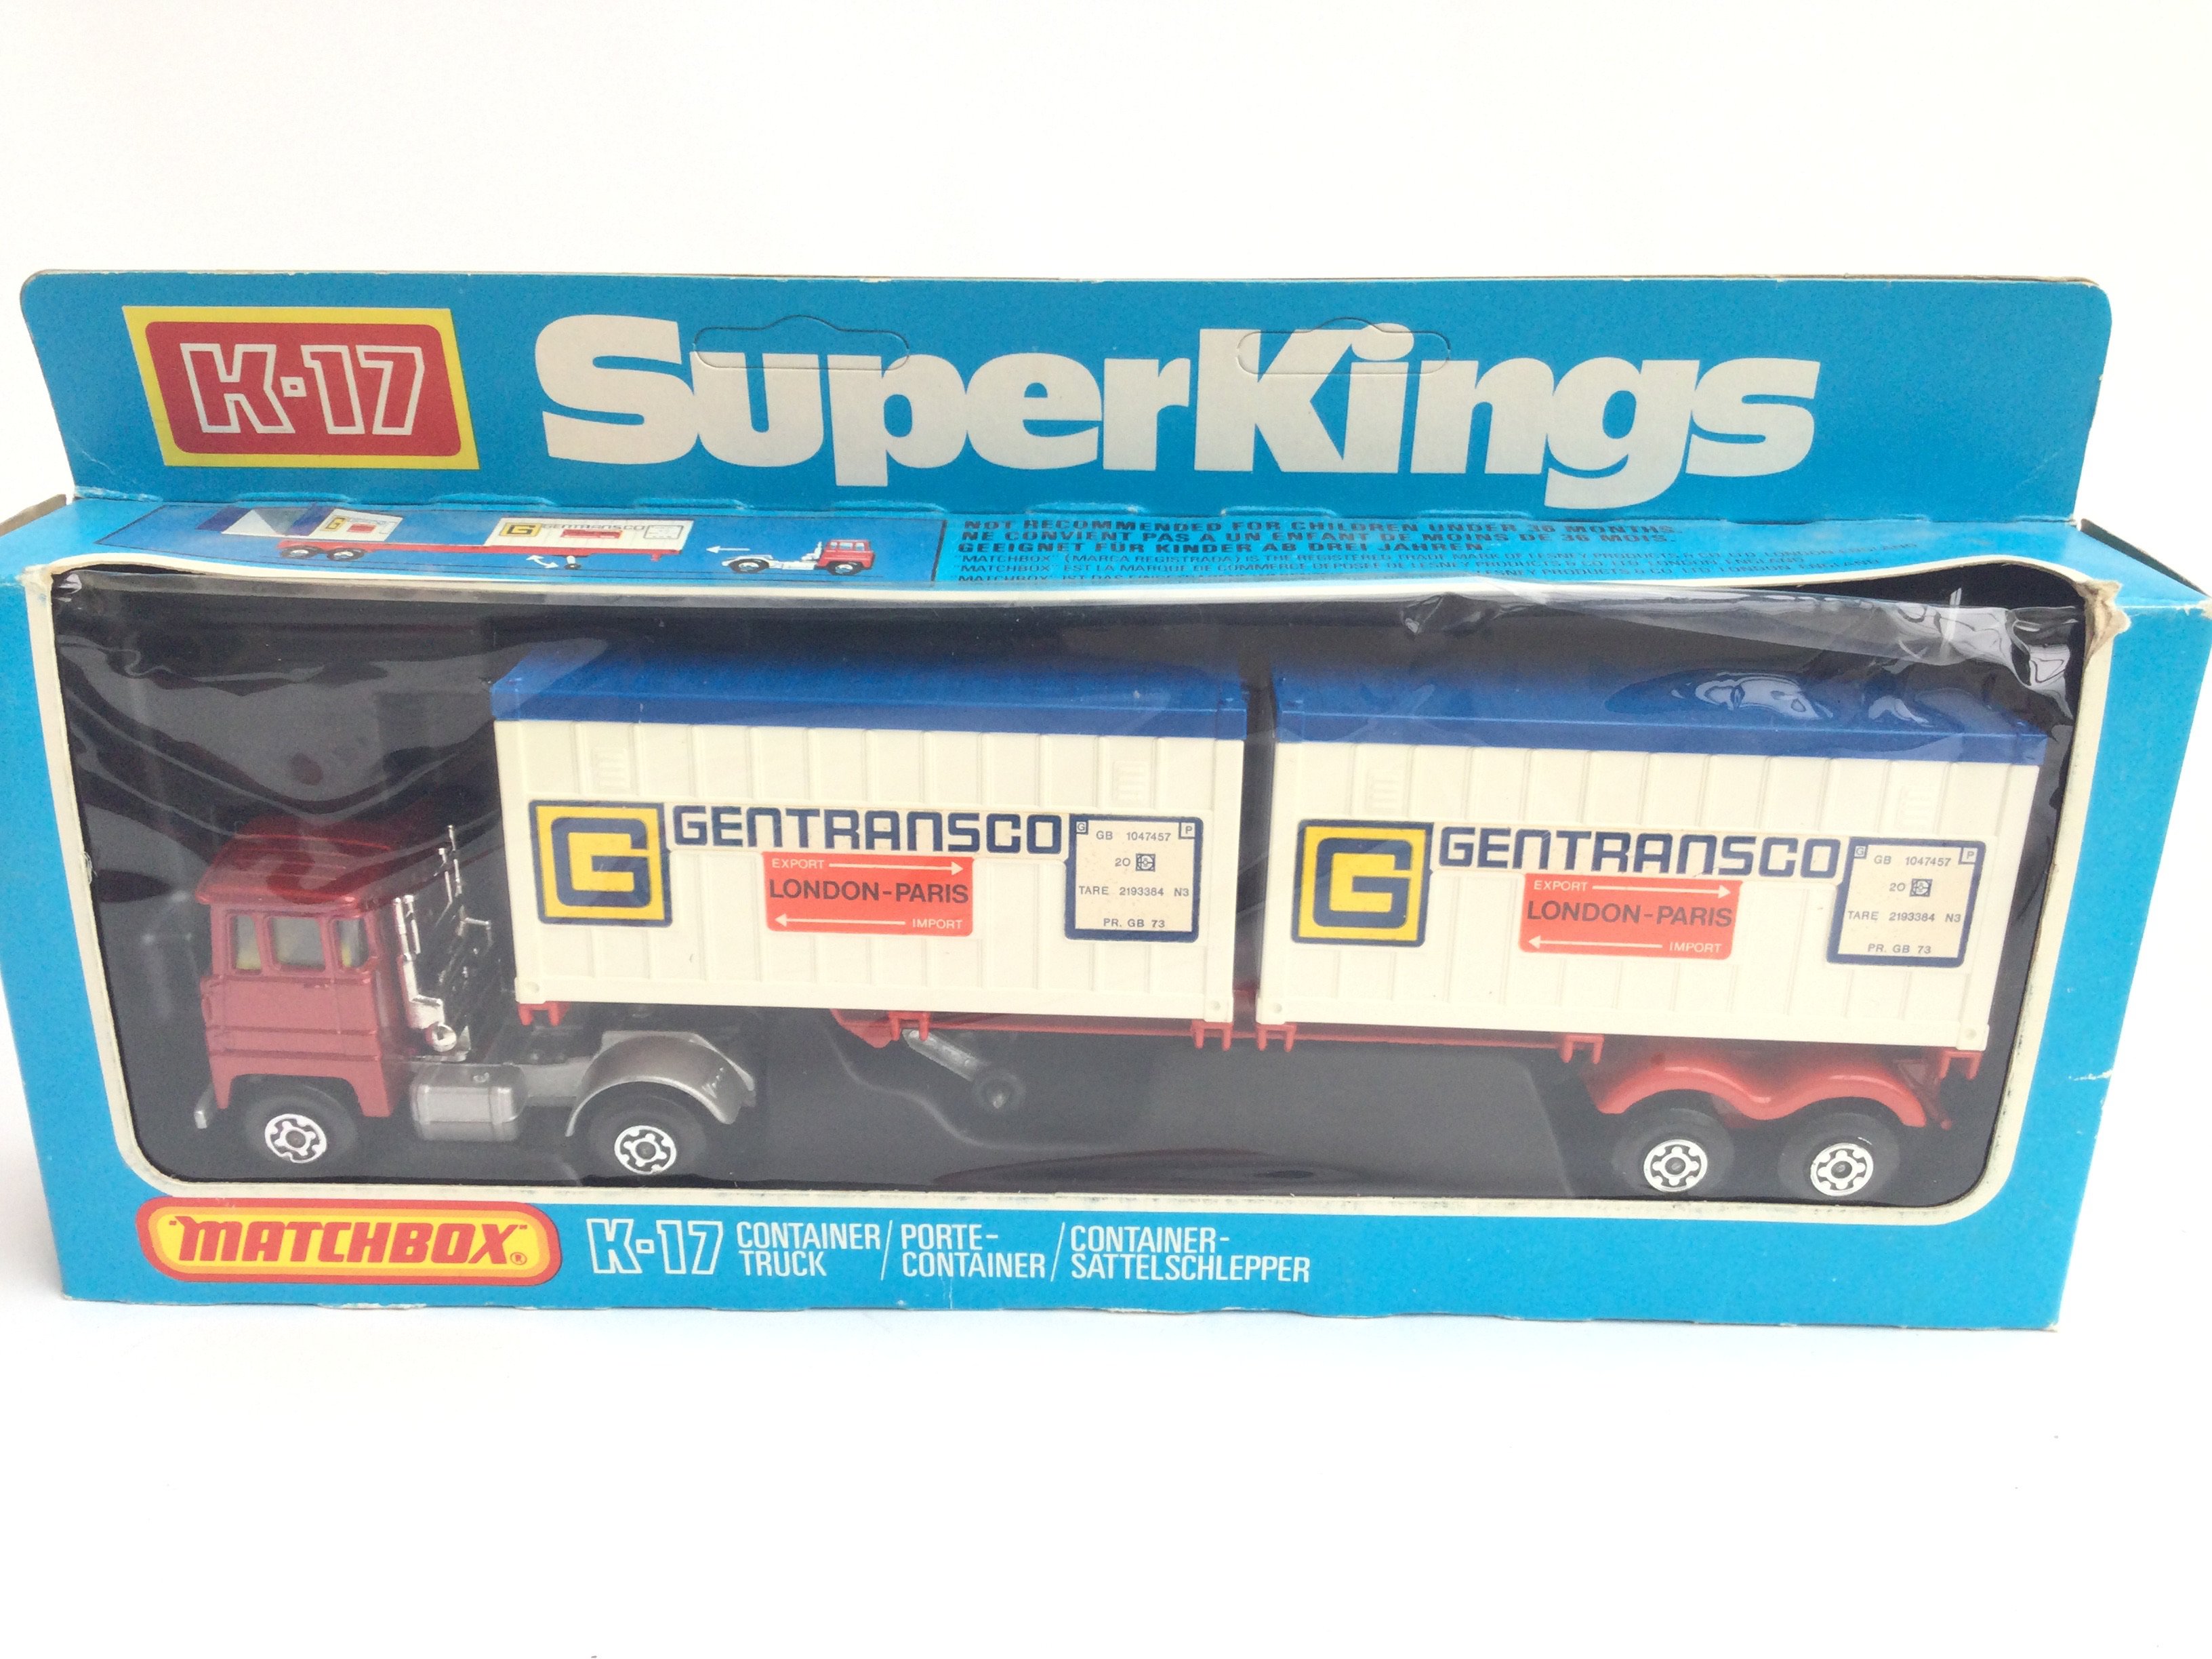 K-17 SuperKings
G GENTRANSCO
NOT RECOMMENDED FOR CHILDREN UNDER 36 MONTHS.
NE CONVIENT PAS A UN ENFANT DE MOINS DE 36 MOIS.
GEEIGNET FÜR KINDER AB DREI JAHREN.
G GENTRANSCO
EXPORT
LONDON-PARIS
IMPORT
G GB 1047457 P
20
TARE 2193384 N3
PR. GB 73
G GENTRANSCO
EXPORT
LONDON-PARIS
IMPORT
G GB 1047457 P
20
TARE 2193384 N3
PR. GB 73
"MATCHBOX"®
K-17 CONTAINER TRUCK / PORTE-CONTAINER / CONTAINER-SATTELSCHLEPPER